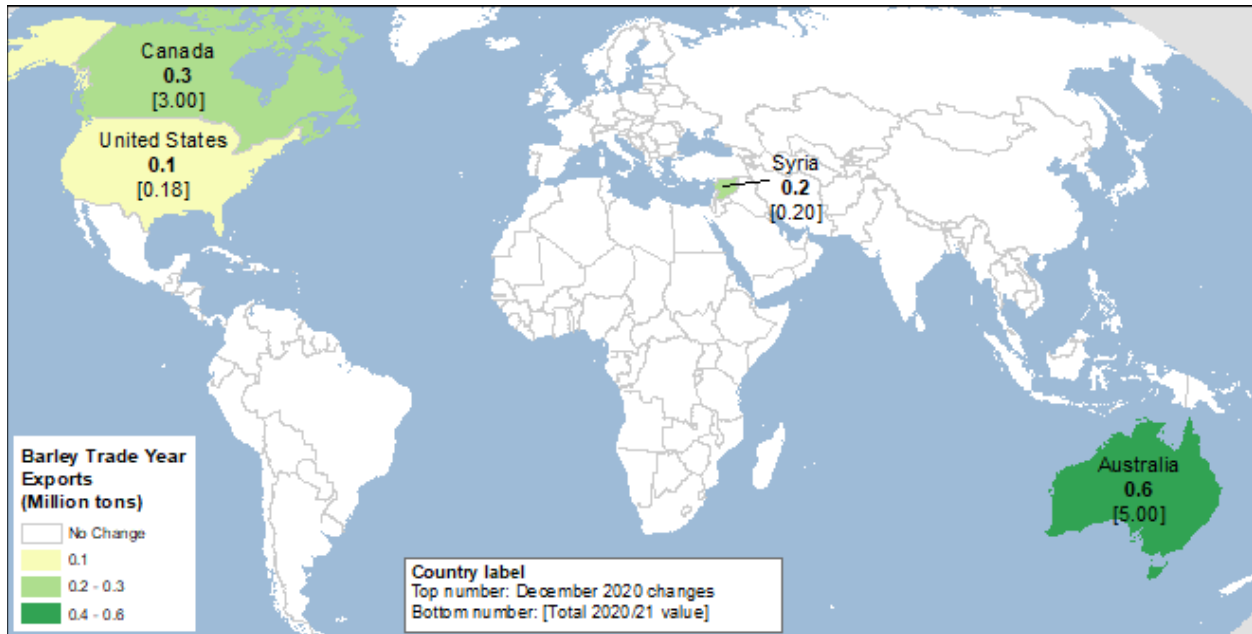 Canada
0.3
[3.00]
United States
0.1
[0.18]
Syria
0.2
[0.20]
Australia
0.6
[5.00]
Barley Trade Year
Exports
(Million tons)
No Change
0.1
0.2 - 0.3
0.4 - 0.6
Country label
Top number: December 2020 changes
Bottom number: [Total 2020/21 value]